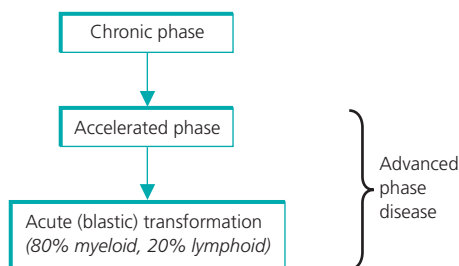 Chronic phase
Accelerated phase
Advanced
phase
disease
Acute (blastic) transformation
(80% myeloid, 20% lymphoid)